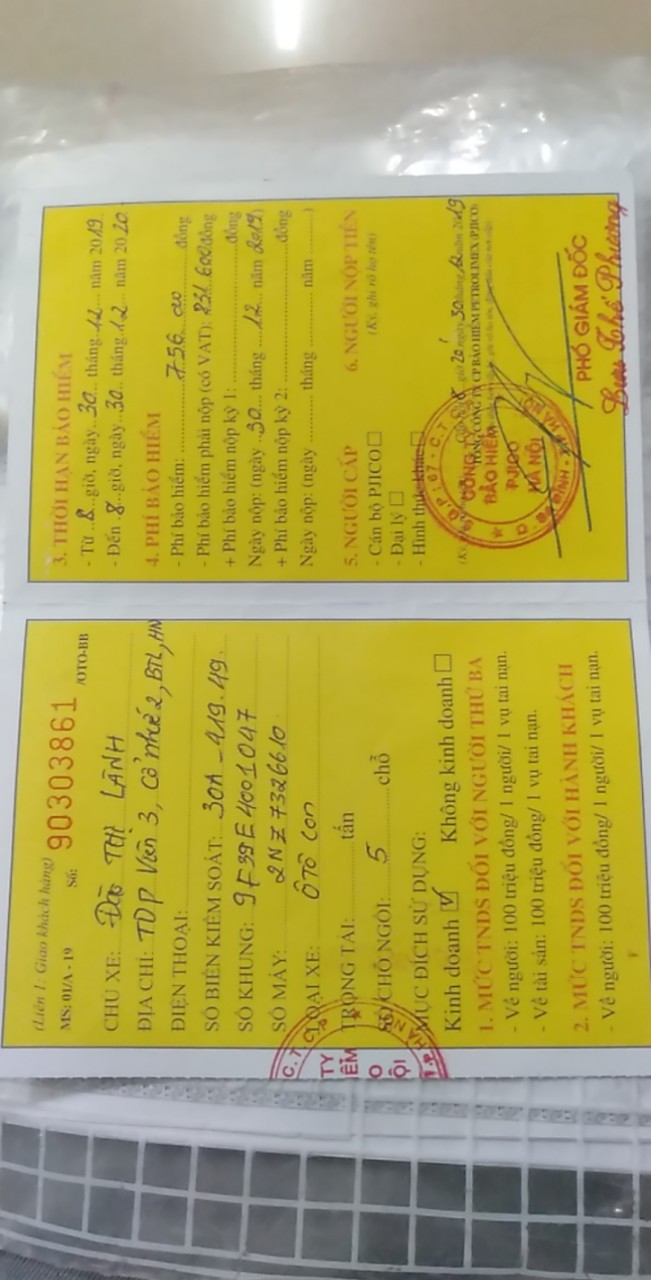 (Liên 1: Giao khách hàng)
MS: 01/A - 19 Số: 90303861 /OTO-BB
CHỦ XE: Đào THị LÃNH
ĐỊA CHỈ: TDP Viên 3, Cổ nhuế 2, BTL, HN
ĐIỆN THOẠI:
SỐ BIỂN KIỂM SOÁT: 30A - 419.49.
SỐ KHUNG: 9F39E4001047
SỐ MÁY: 2NZ7326610
LOẠI XE: ÔTÔ con
TRỌNG TẢI: tấn
SỐ CHỖ NGỒI: 5 chỗ
MỤC ĐÍCH SỬ DỤNG:
Kinh doanh Không kinh doanh
1. MỨC TNDS ĐỐI VỚI NGƯỜI THỨ BA
- Về người: 100 triệu đồng/ 1 người/ 1 vụ tai nạn.
- Về tài sản: 100 triệu đồng/ 1 vụ tai nạn.
2. MỨC TNDS ĐỐI VỚI HÀNH KHÁCH
- Về người: 100 triệu đồng/ 1 người/ 1 vụ tai nạn.
3. THỜI HẠN BẢO HIỂM
- Từ 8 giờ, ngày 30 tháng 12 năm 2019
- Đến 8 giờ, ngày 30 tháng 12 năm 2020
4. PHÍ BẢO HIỂM
- Phí bảo hiểm: 756.000 đồng
- Phí bảo hiểm phải nộp (có VAT): 831.600 đồng
+ Phí bảo hiểm nộp kỳ 1: đồng
Ngày nộp: (ngày 30 tháng 12 năm 2019)
+ Phí bảo hiểm nộp kỳ 2: đồng
Ngày nộp: (ngày tháng năm )
5. NGƯỜI CẤP 6. NGƯỜI NỘP TIỀN
- Cán bộ PJICO (Ký, ghi rõ họ tên)
- Đại lý
- Hình thức khác
8 giờ 20 ngày 30 tháng 12 năm 2019
TỔNG CÔNG TY CP BẢO HIỂM PETROLIMEX (PJICO)
CÔNG TY
BẢO HIỂM
PJICO
HÀ NỘI
PHÓ GIÁM ĐỐC
Lưu Thế Phương